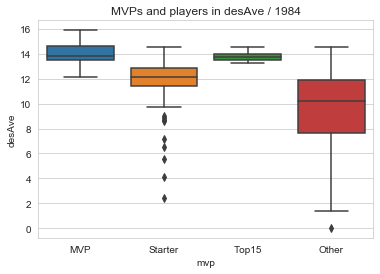 MVPs and players in desAve / 1984
16
14
12
10
8
6
4
2
0
desAve
MVP Starter Top15 Other
mvp